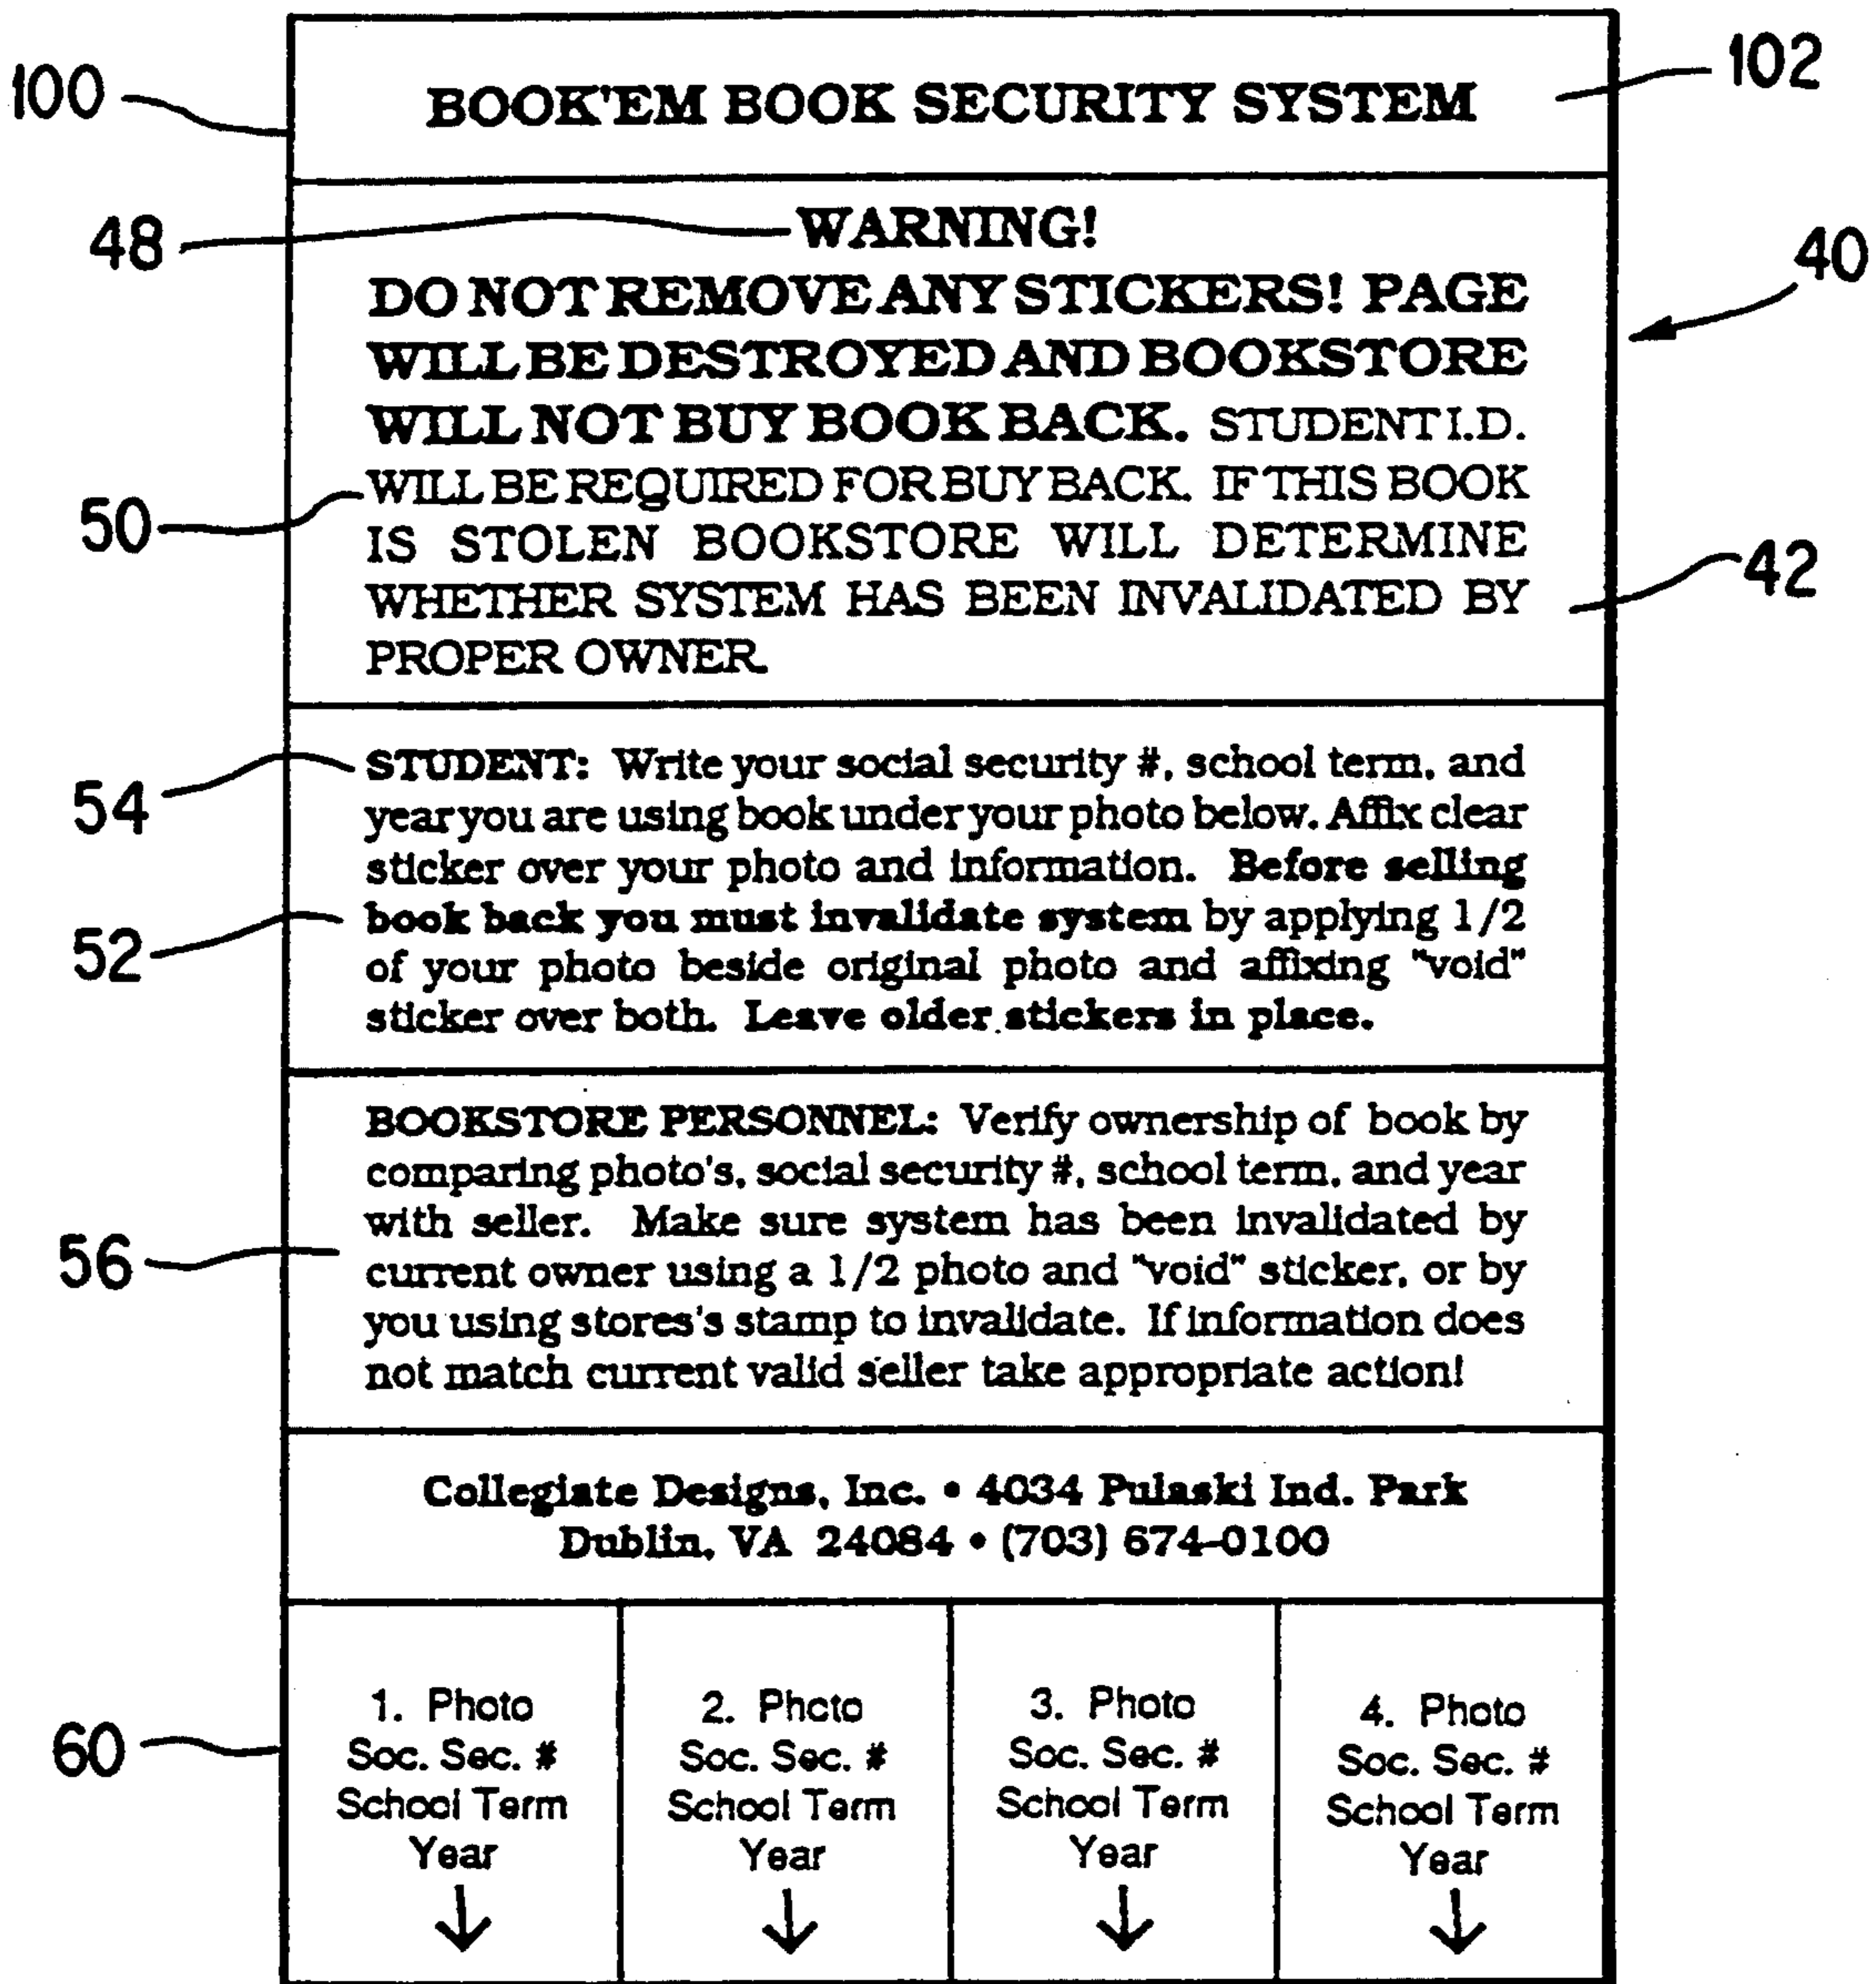 100
102
BOOK'EM BOOK SECURITY SYSTEM
48
WARNING!
40
DO NOT REMOVE ANY STICKERS! PAGE
WILL BE DESTROYED AND BOOKSTORE
WILL NOT BUY BOOK BACK. STUDENT I.D.
50
WILL BE REQUIRED FOR BUY BACK. IF THIS BOOK
IS STOLEN BOOKSTORE WILL DETERMINE
42
WHETHER SYSTEM HAS BEEN INVALIDATED BY
PROPER OWNER.
54
STUDENT: Write your social security #, school term, and
year you are using book under your photo below. Affix clear
sticker over your photo and information. Before selling
52
book back you must invalidate system by applying 1/2
of your photo beside original photo and affixing "void"
sticker over both. Leave older stickers in place.
BOOKSTORE PERSONNEL: Verify ownership of book by
comparing photo's, social security #, school term, and year
with seller. Make sure system has been invalidated by
56
current owner using a 1/2 photo and "void" sticker, or by
you using stores's stamp to invalidate. If information does
not match current valid seller take appropriate action!
Collegiate Designs, Inc. • 4034 Pulaski Ind. Park
Dublin, VA 24084 • (703) 674-0100
60
1. Photo
Soc. Sec. #
School Term
Year
2. Photo
Soc. Sec. #
School Term
Year
3. Photo
Soc. Sec. #
School Term
Year
4. Photo
Soc. Sec. #
School Term
Year